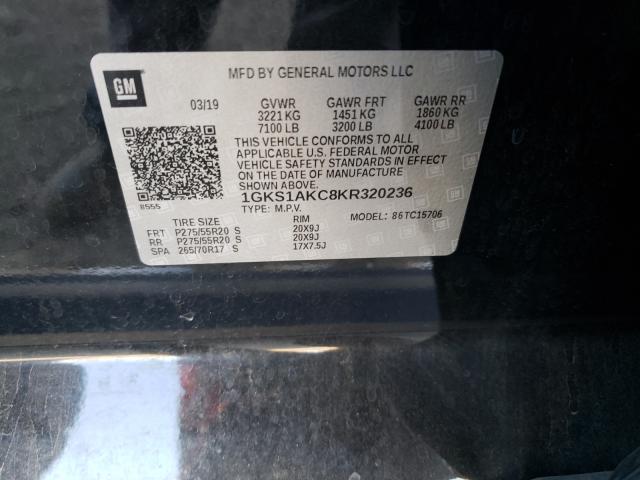 GM
MFD BY GENERAL MOTORS LLC
03/19 GVWR GAWR FRT GAWR RR
3221 KG 1451 KG 1860 KG
7100 LB 3200 LB 4100 LB
THIS VEHICLE CONFORMS TO ALL
APPLICABLE U.S. FEDERAL MOTOR
VEHICLE SAFETY STANDARDS IN EFFECT
ON THE DATE OF MANUFACTURE
SHOWN ABOVE.
1GKS1AKC8KR320236
8555
TYPE: M.P.V. MODEL: 86TC15706
TIRE SIZE RIM
FRT P275/55R20 S 20X9J
RR P275/55R20 S 20X9J
SPA 265/70R17 S 17X7.5J